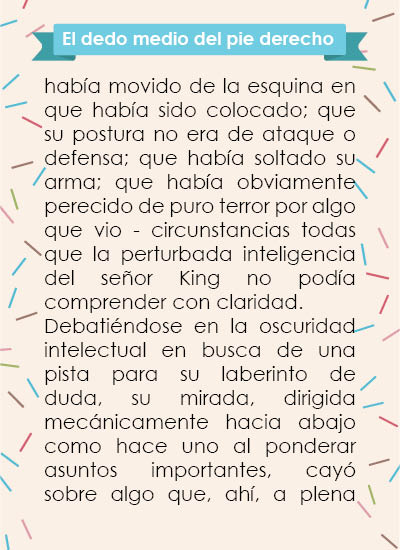 El dedo medio del pie derecho
había movido de la esquina en
que había sido colocado; que
su postura no era de ataque o
defensa; que había soltado su
arma; que había obviamente
perecido de puro terror por algo
que vio - circunstancias todas
que la perturbada inteligencia
del señor King no podía
comprender con claridad.
Debatiéndose en la oscuridad
intelectual en busca de una
pista para su laberinto de
duda, su mirada, dirigida
mecánicamente hacia abajo
como hace uno al ponderar
asuntos importantes, cayó
sobre algo que, ahí, a plena